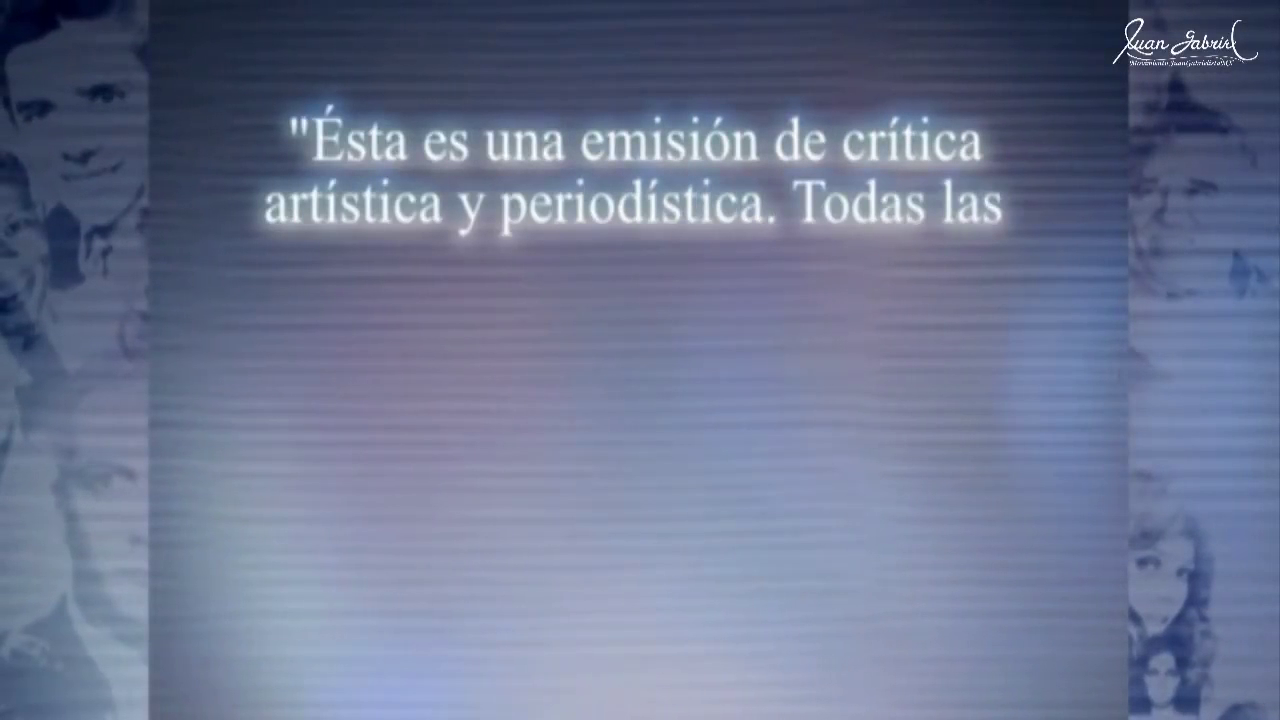 Juan Gabriel
"Ésta es una emisión de crítica
artística y periodística. Todas las